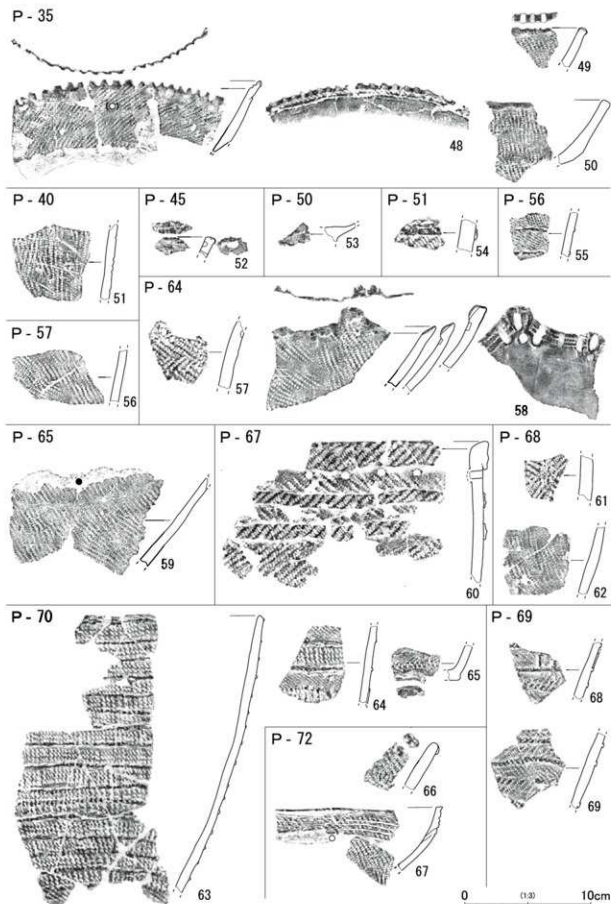 P - 35
48
49
50
P - 40
51
P - 45
52
P - 50
53
P - 51
54
P - 56
55
P - 57
56
P - 64
57
58
P - 65
59
P - 67
60
P - 68
61
62
P - 70
63
64
65
P - 72
66
67
P - 69
68
69
0 (1:3) 10cm